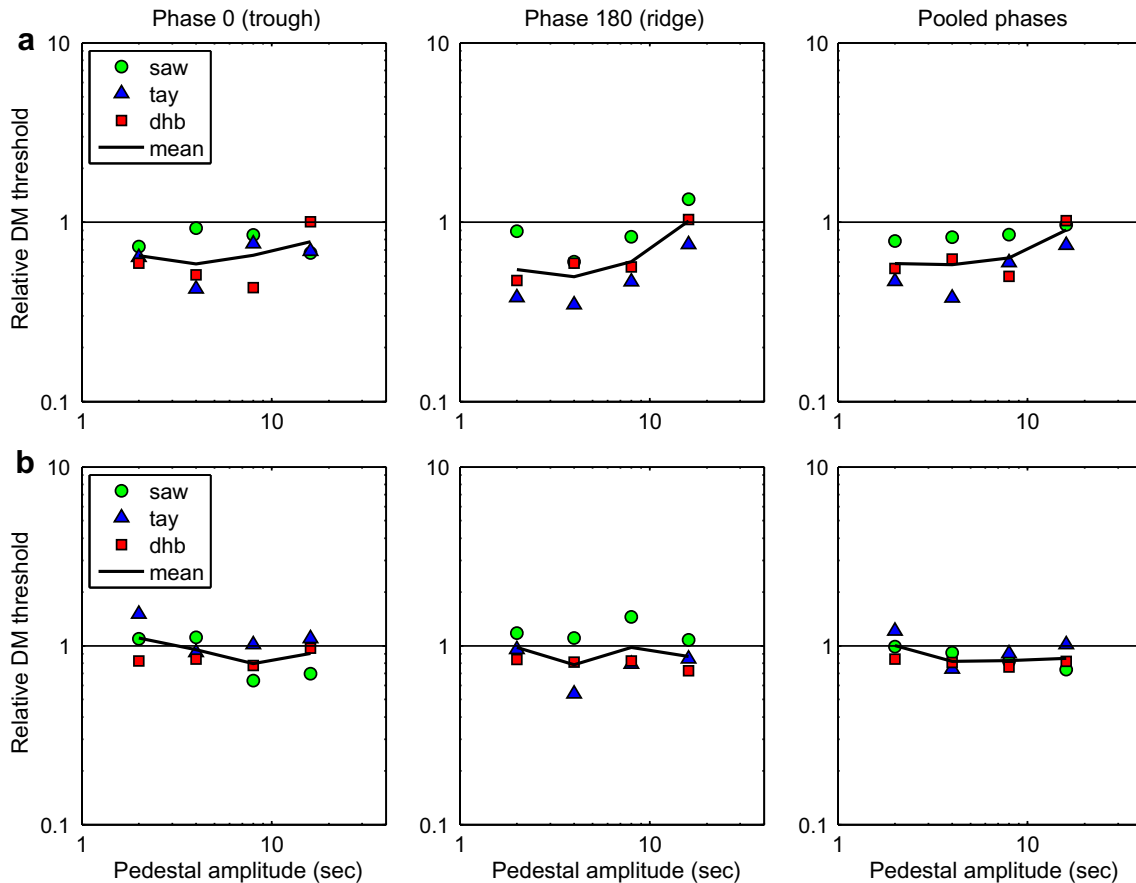 Phase 0 (trough) Phase 180 (ridge) Pooled phases
a
10 10 10
saw
tay
dhb
mean
Relative DM threshold
1 1 1
0.1 0.1 0.1
1 10 1 10 1 10
b
10 10 10
saw
tay
dhb
mean
Relative DM threshold
1 1 1
0.1 0.1 0.1
1 10 1 10 1 10
Pedestal amplitude (sec) Pedestal amplitude (sec) Pedestal amplitude (sec)